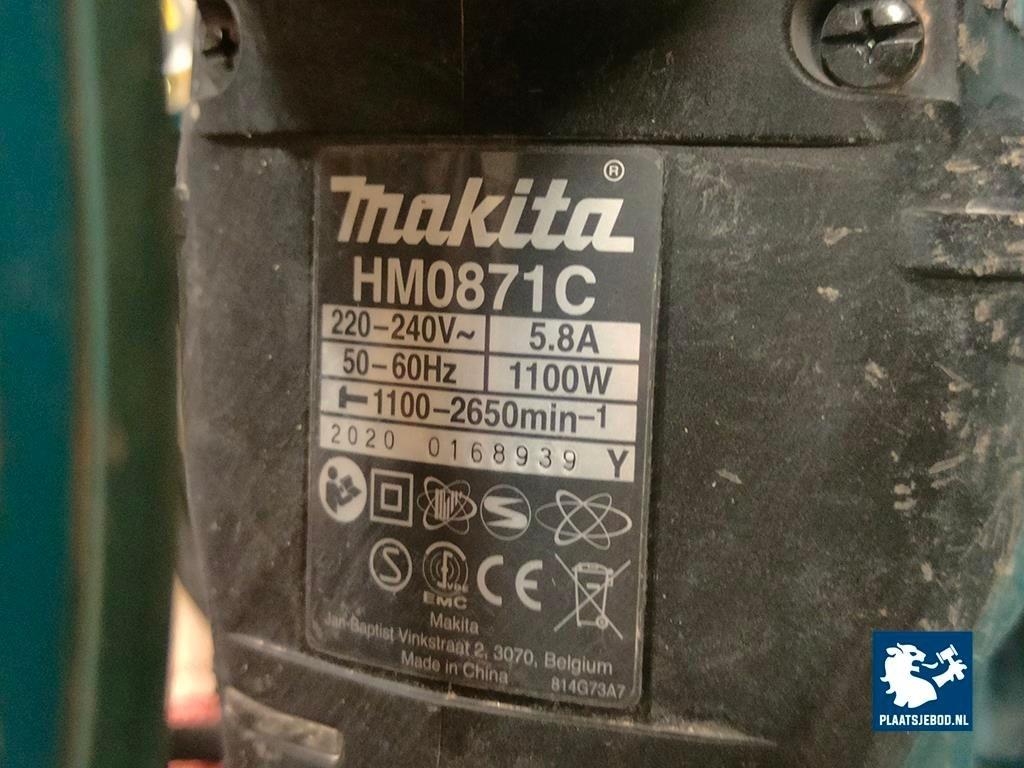 makita®
HM0871C
220-240V~ 5.8A
50-60Hz 1100W
1100-2650min-1
2020 0168939 Y
S
VDE
EMC
CE
Makita
Jan-Baptist Vinkstraat 2, 3070, Belgium
Made in China 814G73A7
PLAATSJEBOD.NL